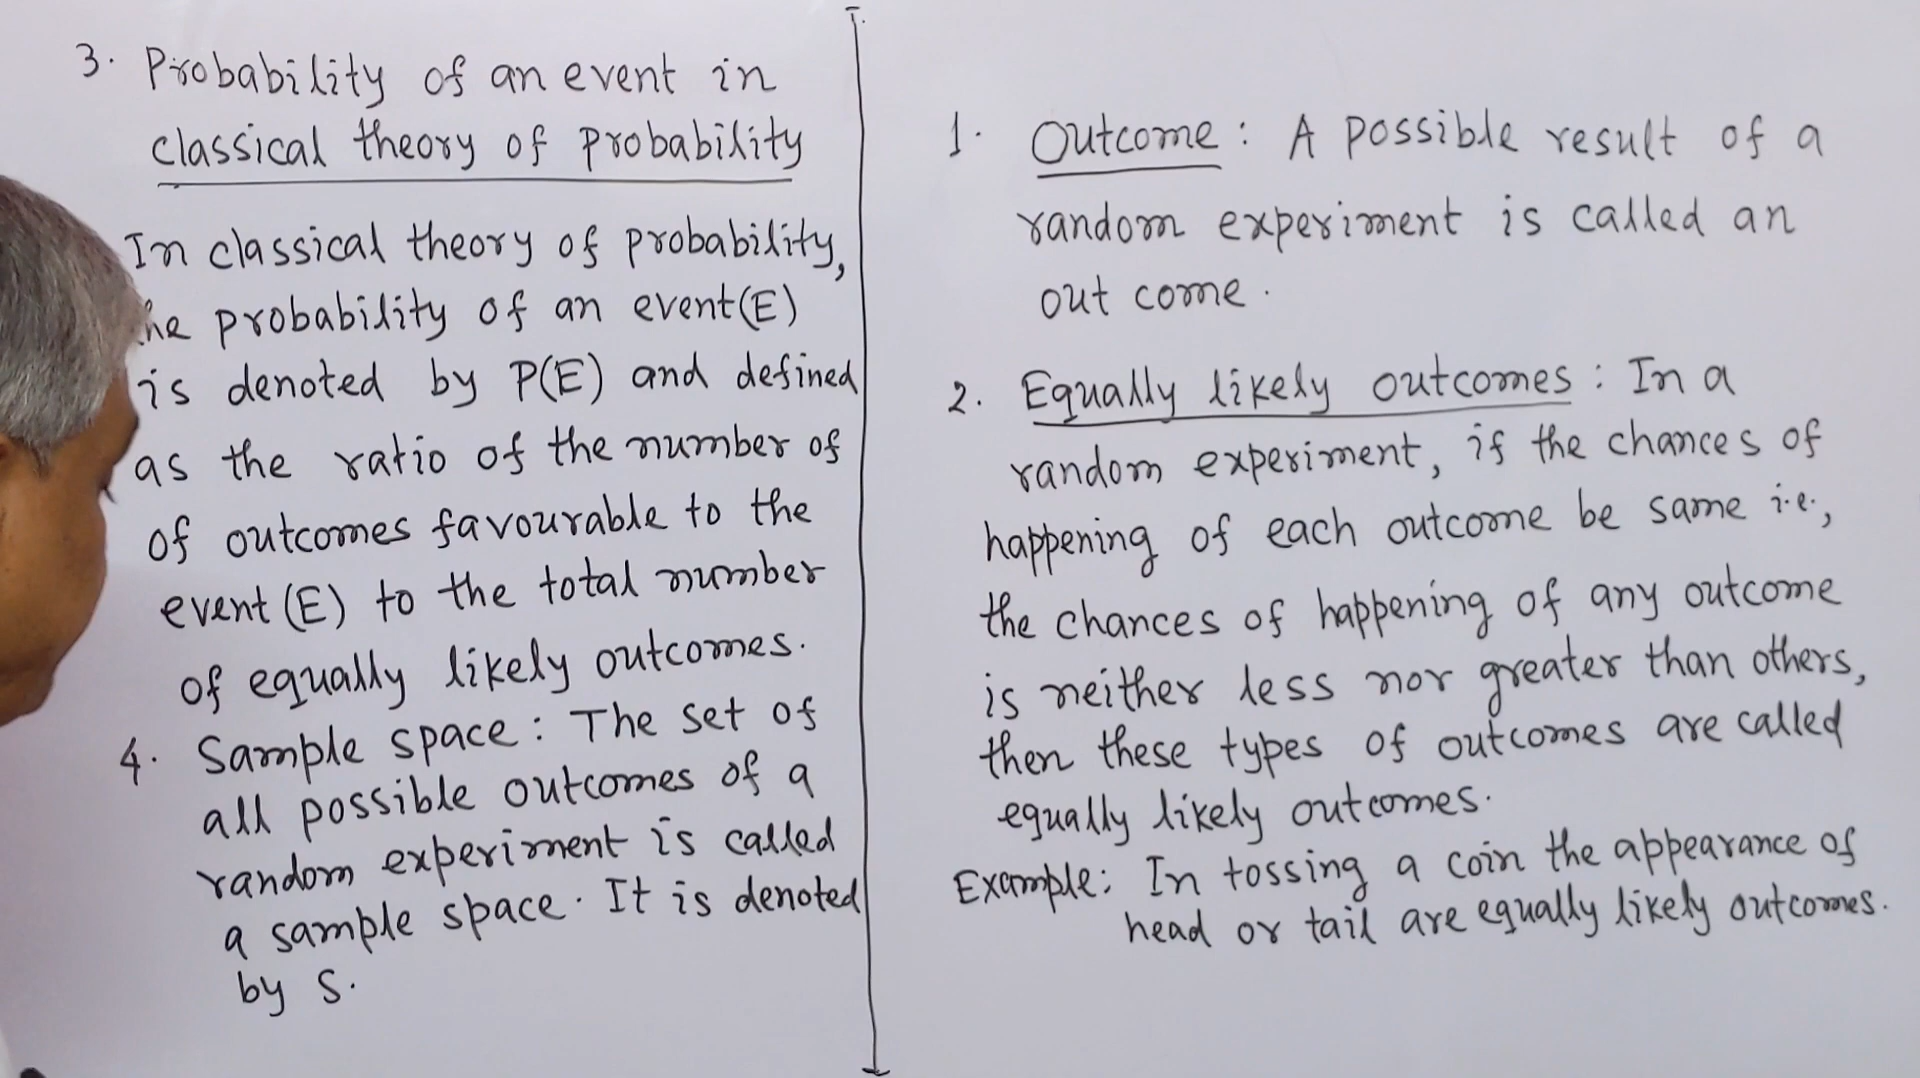 3. Probability of an event in
classical theory of probability
In classical theory of probability,
he probability of an event(E)
is denoted by P(E) and defined
as the ratio of the number of
of outcomes favourable to the
event (E) to the total number
of equally likely outcomes.
4. Sample space: The set of
all possible outcomes of a
random experiment is called
a sample space. It is denoted
by S.
1. Outcome: A possible result of a
random experiment is called an
out come.
2. Equally likely outcomes: In a
random experiment, if the chances of
happening of each outcome be same i.e.,
the chances of happening of any outcome
is neither less nor greater than others,
then these types of outcomes are called
equally likely outcomes.
Example: In tossing a coin the appearance of
head or tail are equally likely outcomes.